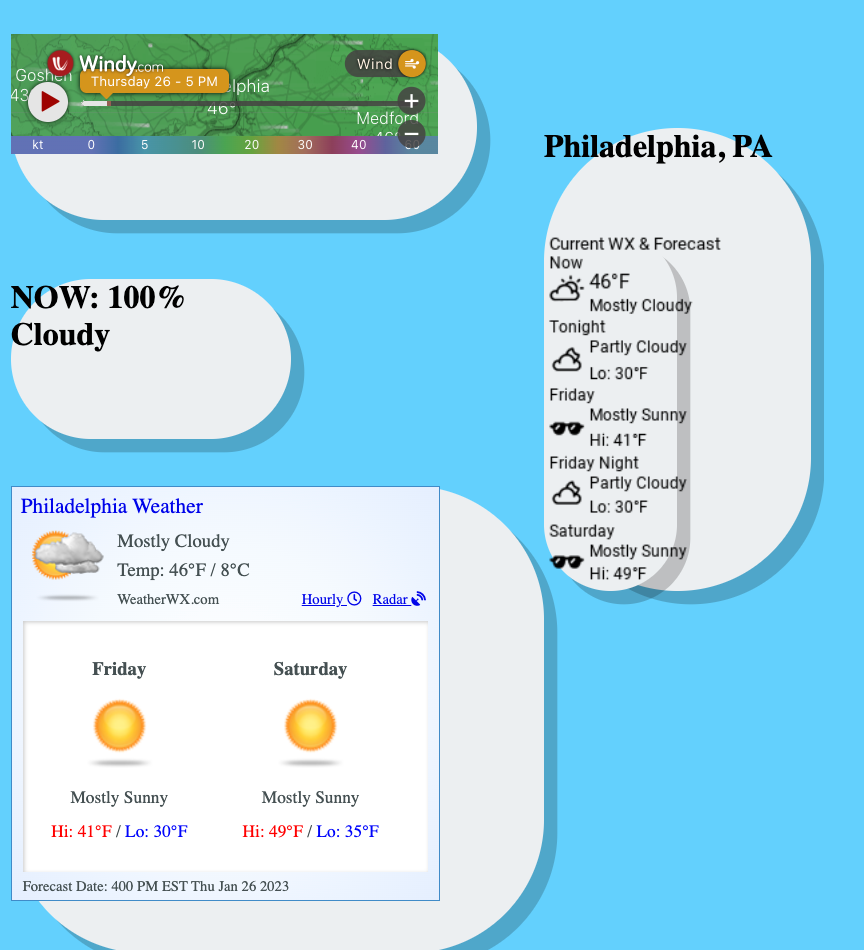 Windy.com
Wind
Goshen
43
Thursday 26 - 5 PM
elphia
46°
Medford
kt 0 5 10 20 30 40 60
Philadelphia, PA
Current WX & Forecast
Now
46°F
Mostly Cloudy
Tonight
Partly Cloudy
Lo: 30°F
Friday
Mostly Sunny
Hi: 41°F
Friday Night
Partly Cloudy
Lo: 30°F
Saturday
Mostly Sunny
Hi: 49°F
NOW: 100%
Cloudy
Philadelphia Weather
Mostly Cloudy
Temp: 46°F / 8°C
WeatherWX.com
Hourly Radar
Friday Saturday
Mostly Sunny Mostly Sunny
Hi: 41°F / Lo: 30°F Hi: 49°F / Lo: 35°F
Forecast Date: 400 PM EST Thu Jan 26 2023